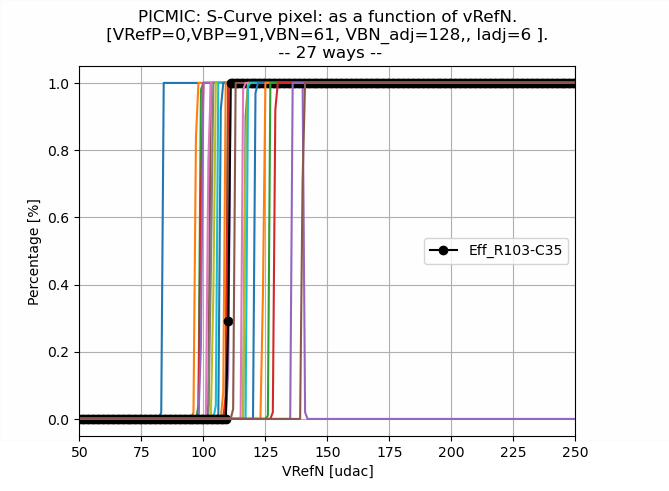 PICMIC: S-Curve pixel: as a function of vRefN.
[VRefP=0,VBP=91,VBN=61, VBN_adj=128,, Iadj=6 ].
-- 27 ways --
1.0
0.8
0.6
0.4
0.2
0.0
Percentage [%]
Eff_R103-C35
50 75 100 125 150 175 200 225 250
VRefN [udac]